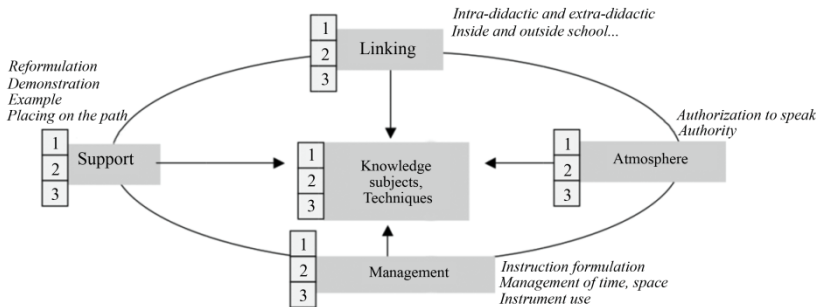 Intra-didactic and extra-didactic
Inside and outside school...
1
2
3
Linking
Reformulation
Demonstration
Example
Placing on the path
1
2
3
Support
1
2
3
Knowledge
subjects,
Techniques
Authorization to speak
Authority
1
2
3
Atmosphere
1
2
3
Management
Instruction formulation
Management of time, space
Instrument use